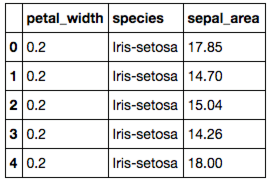 petal_width species sepal_area
0 0.2 Iris-setosa 17.85
1 0.2 Iris-setosa 14.70
2 0.2 Iris-setosa 15.04
3 0.2 Iris-setosa 14.26
4 0.2 Iris-setosa 18.00